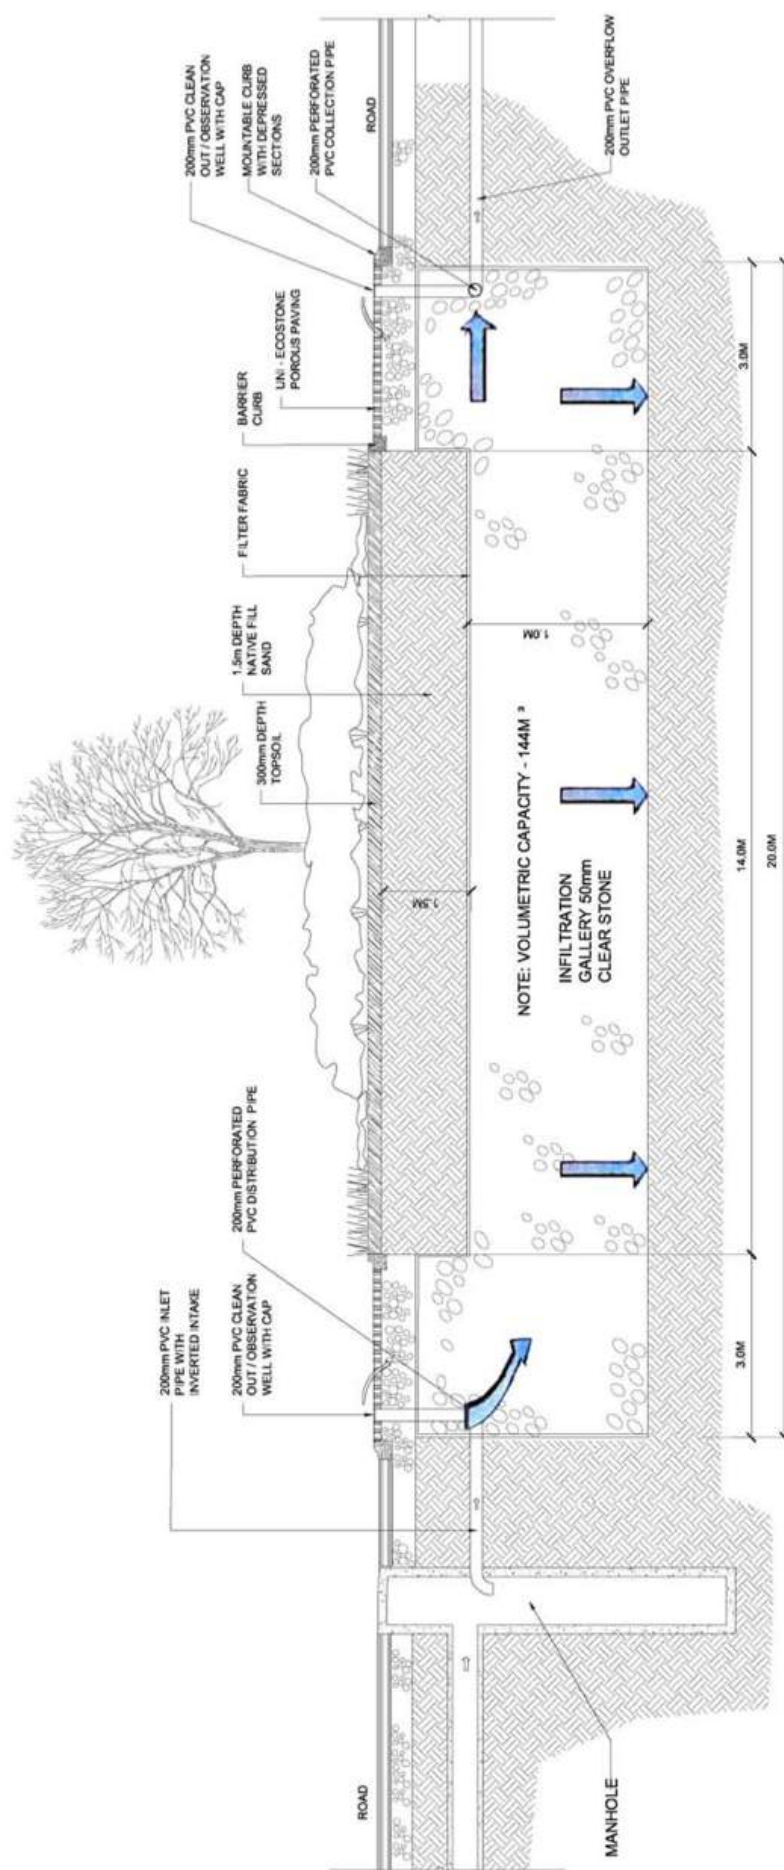 200mm PVC INLET
PIPE WITH
INVERTED INTAKE
200mm PVC CLEAN
OUT / OBSERVATION
WELL WITH CAP
200mm PERFORATED
PVC DISTRIBUTION PIPE
300mm DEPTH
TOPSOIL
1.5m DEPTH
NATIVE FILL
SAND
FILTER FABRIC
BARRIER
CURB
UNI - ECOSTONE
POROUS PAVING
200mm PVC CLEAN
OUT / OBSERVATION
WELL WITH CAP
MOUNTABLE CURB
WITH DEPRESSED
SECTIONS
200mm PERFORATED
PVC COLLECTION PIPE
ROAD
ROAD
1.5M
1.0M
NOTE: VOLUMETRIC CAPACITY - 144M ³
INFILTRATION
GALLERY 50mm
CLEAR STONE
200mm PVC OVERFLOW
OUTLET PIPE
MANHOLE
3.0M
14.0M
3.0M
20.0M